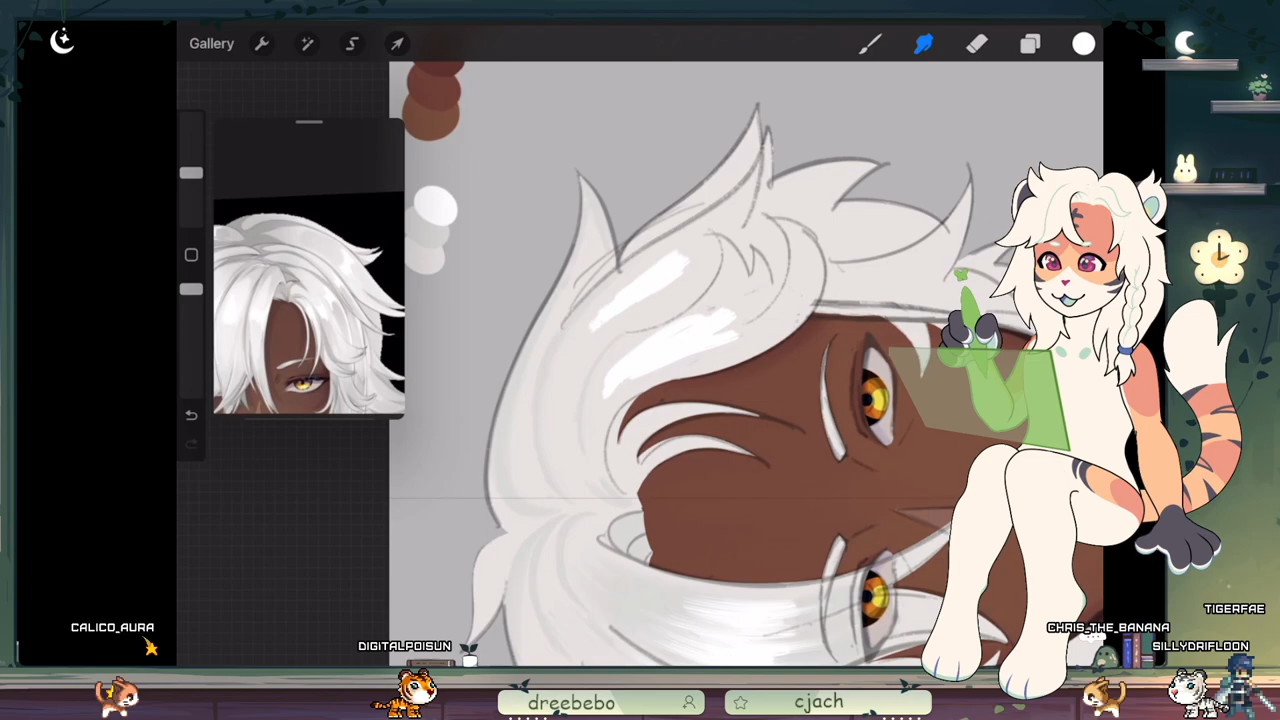 Gallery
TIGERFAE
CALICO_AURA
CHRIS_THE_BANANA
DIGITALPOISUN
SILLYDRIFLOON
dreebebo
cjach